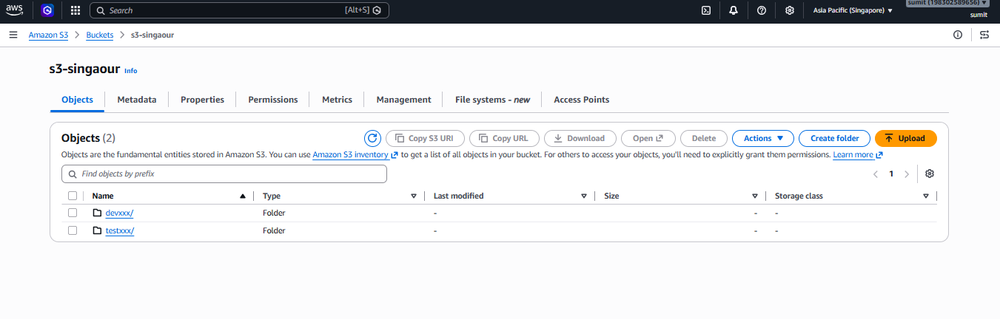 aws Search [Alt+S] Asia Pacific (Singapore) sumit (198302589656)
sumit
Amazon S3 Buckets s3-singaour
s3-singaour Info
Objects Metadata Properties Permissions Metrics Management File systems - new Access Points
Objects (2) Copy S3 URI Copy URL Download Open Delete Actions Create folder Upload
Objects are the fundamental entities stored in Amazon S3. You can use Amazon S3 inventory to get a list of all objects in your bucket. For others to access your objects, you'll need to explicitly grant them permissions. Learn more
Find objects by prefix 1
Name Type Last modified Size Storage class
devxxx/ Folder - - -
testxxx/ Folder - - -